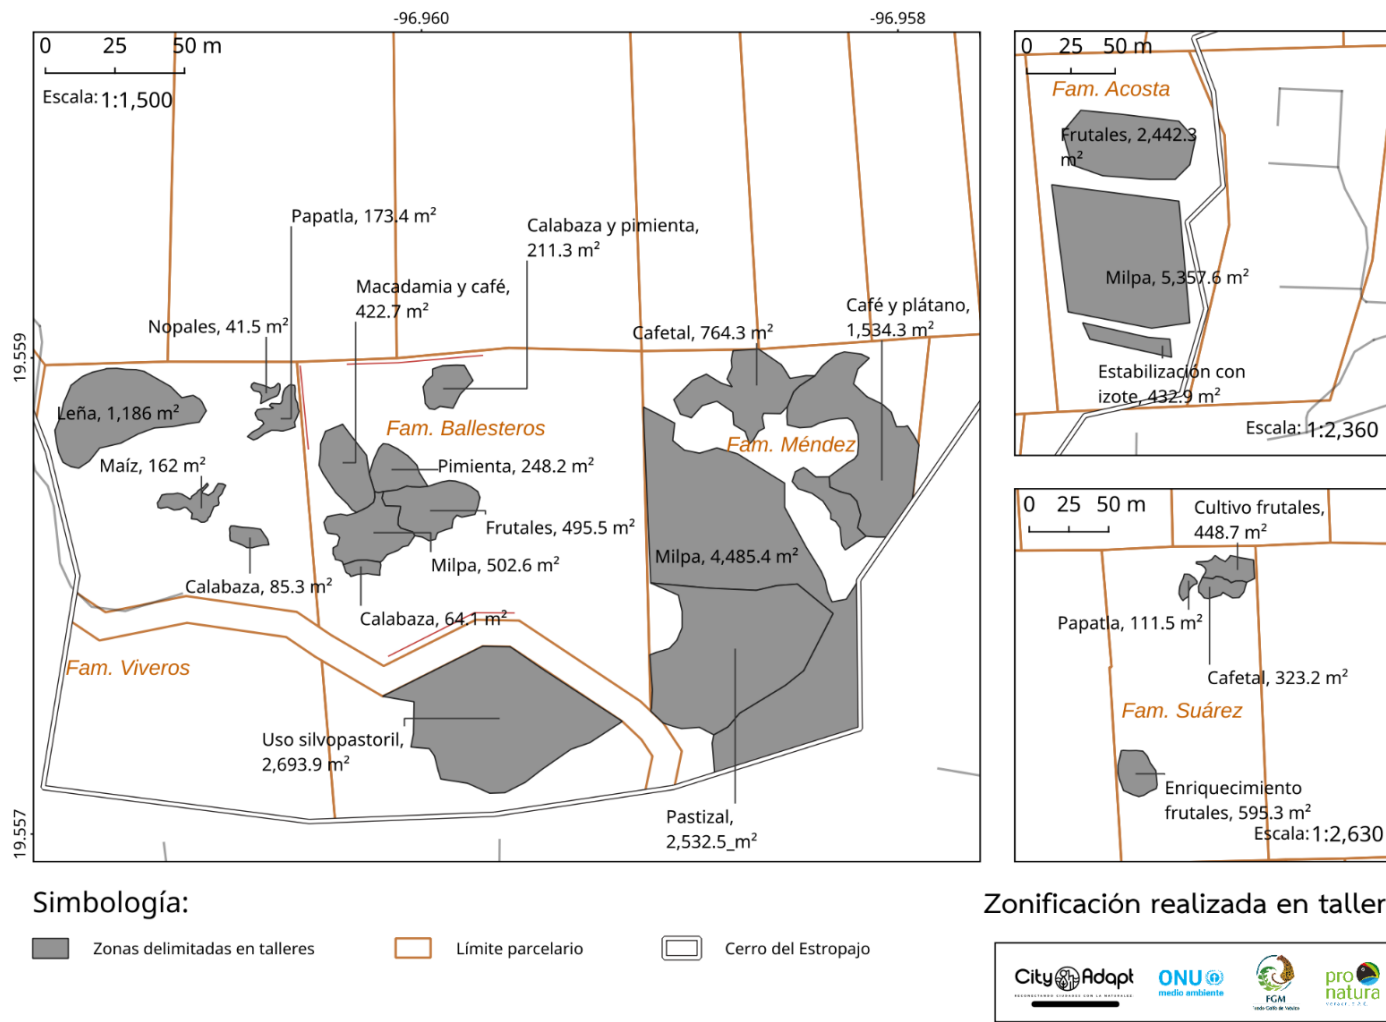 -96.960
-96.958
19.559
19.557
0 25 50 m
Escala: 1:1,500
Papatla, 173.4 m²
Calabaza y pimienta,
211.3 m²
Macadamia y café,
422.7 m²
Nopales, 41.5 m²
Café y plátano,
1,534.3 m²
Cafetal, 764.3 m²
Leña, 1,186 m²
Fam. Ballesteros
Fam. Méndez
Maíz, 162 m²
Pimienta, 248.2 m²
Frutales, 495.5 m²
Milpa, 4,485.4 m²
Milpa, 502.6 m²
Calabaza, 85.3 m²
Calabaza, 64.1 m²
Fam. Viveros
Uso silvopastoril,
2,693.9 m²
Pastizal,
2,532.5_m²
0 25 50 m
Fam. Acosta
Frutales, 2,442.3
m²
Milpa, 5,357.6 m²
Estabilización con
izote, 432.9 m²
Escala: 1:2,360
0 25 50 m
Cultivo frutales,
448.7 m²
Papatla, 111.5 m²
Cafetal, 323.2 m²
Fam. Suárez
Enriquecimiento
frutales, 595.3 m²
Escala: 1:2,630
Simbología:
Zonas delimitadas en talleres
Límite parcelario
Cerro del Estropajo
Zonificación realizada en taller
City Adapt
ONU
medio ambiente
FGM
pro
natura